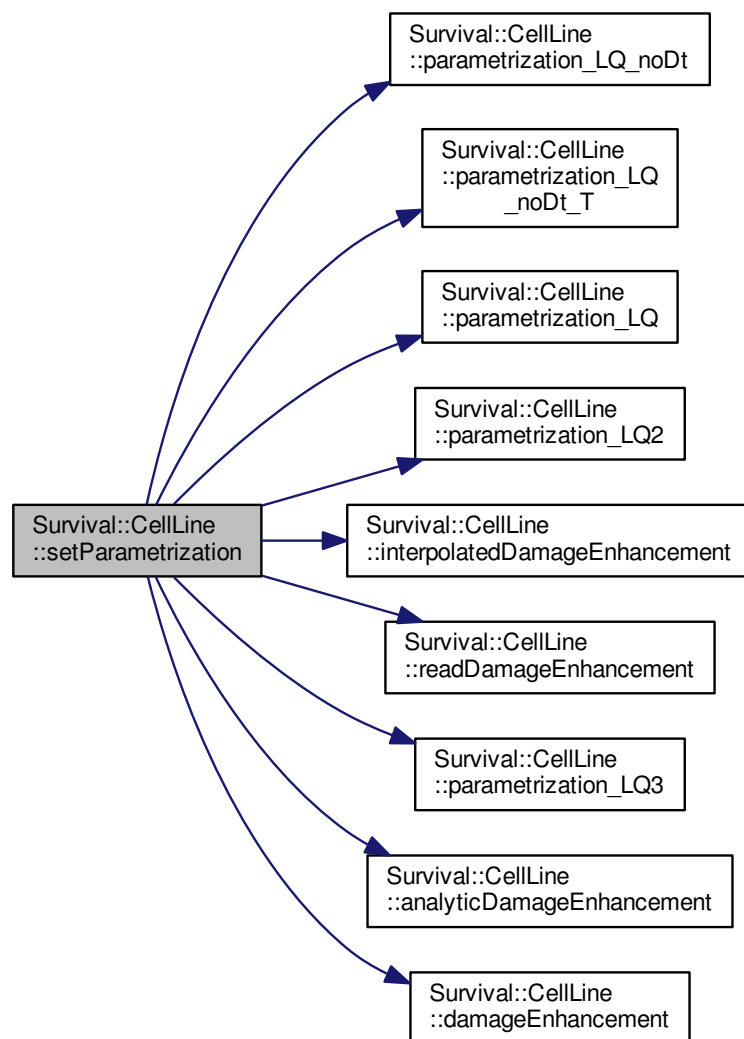 Survival::CellLine
::parametrization_LQ_noDt
Survival::CellLine
::parametrization_LQ
_noDt_T
Survival::CellLine
::parametrization_LQ
Survival::CellLine
::parametrization_LQ2
Survival::CellLine
::setParametrization
Survival::CellLine
::interpolatedDamageEnhancement
Survival::CellLine
::readDamageEnhancement
Survival::CellLine
::parametrization_LQ3
Survival::CellLine
::analyticDamageEnhancement
Survival::CellLine
::damageEnhancement